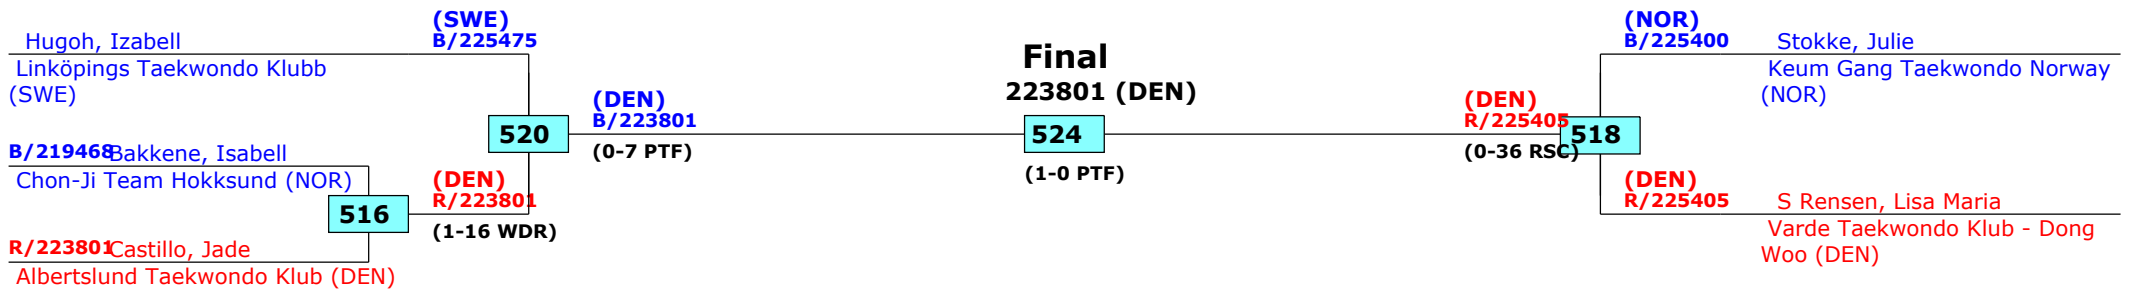 (SWE)
B/225475
Hugoh, Izabell
Linköpings Taekwondo Klubb
(SWE)
B/219468 Bakkene, Isabell
Chon-Ji Team Hokksund (NOR)
516
R/223801 Castillo, Jade
Albertslund Taekwondo Klub (DEN)
520
(DEN)
R/223801
(1-16 WDR)
(DEN)
B/223801
(0-7 PTF)
Final
223801 (DEN)
524
(1-0 PTF)
(DEN)
R/225405
(0-36 RSC)
518
(NOR)
B/225400
Stokke, Julie
Keum Gang Taekwondo Norway
(NOR)
(DEN)
R/225405
S Rensen, Lisa Maria
Varde Taekwondo Klub - Dong
Woo (DEN)